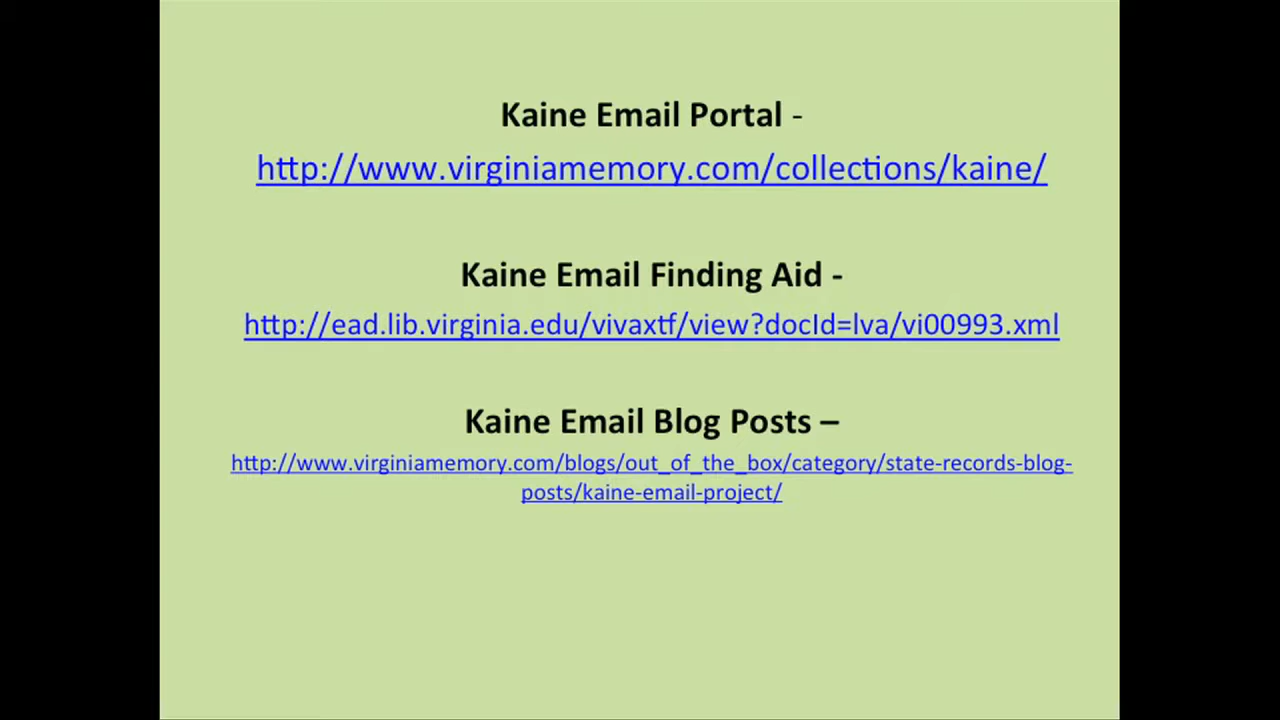 Kaine Email Portal -
http://www.virginiamemory.com/collections/kaine/
Kaine Email Finding Aid -
http://ead.lib.virginia.edu/vivaxtf/view?docId=lva/vi00993.xml
Kaine Email Blog Posts –
http://www.virginiamemory.com/blogs/out_of_the_box/category/state-records-blog-
posts/kaine-email-project/